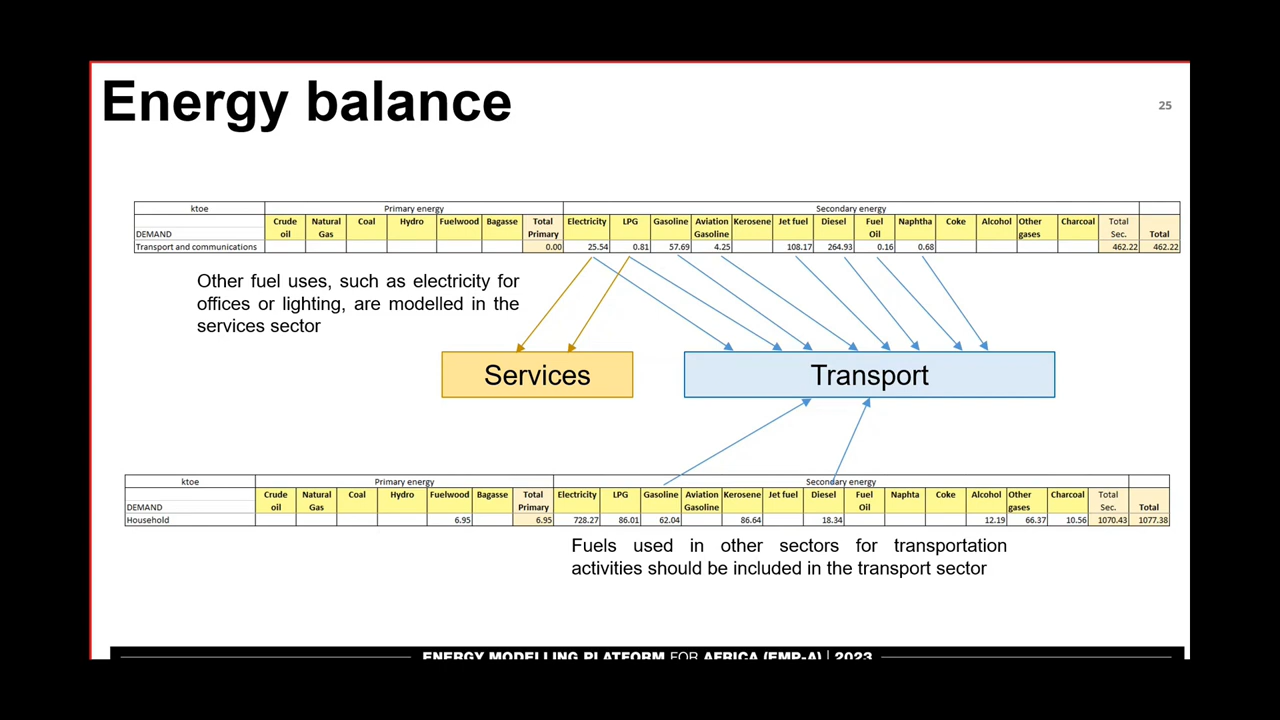 Energy balance
25
ktoe Primary energy Secondary energy
DEMAND Crude oil Natural Gas Coal Hydro Fuelwood Bagasse Total Primary Electricity LPG Gasoline Aviation Gasoline Kerosene Jet fuel Diesel Fuel Oil Naphtha Coke Alcohol Other gases Charcoal Total Sec. Total
Transport and communications 0.00 25.54 0.81 57.69 4.25 108.17 264.93 0.16 0.68 462.22 462.22
Other fuel uses, such as electricity for
offices or lighting, are modelled in the
services sector
Services
Transport
ktoe Primary energy Secondary energy
DEMAND Crude oil Natural Gas Coal Hydro Fuelwood Bagasse Total Primary Electricity LPG Gasoline Aviation Gasoline Kerosene Jet fuel Diesel Fuel Oil Naphta Coke Alcohol Other gases Charcoal Total Sec. Total
Household 6.95 6.95 728.27 86.01 62.04 86.64 18.34 12.19 66.37 10.56 1070.43 1077.38
Fuels used in other sectors for transportation
activities should be included in the transport sector
ENERGY MODELLING PLATFORM FOR AFRICA (EMP-A) | 2023